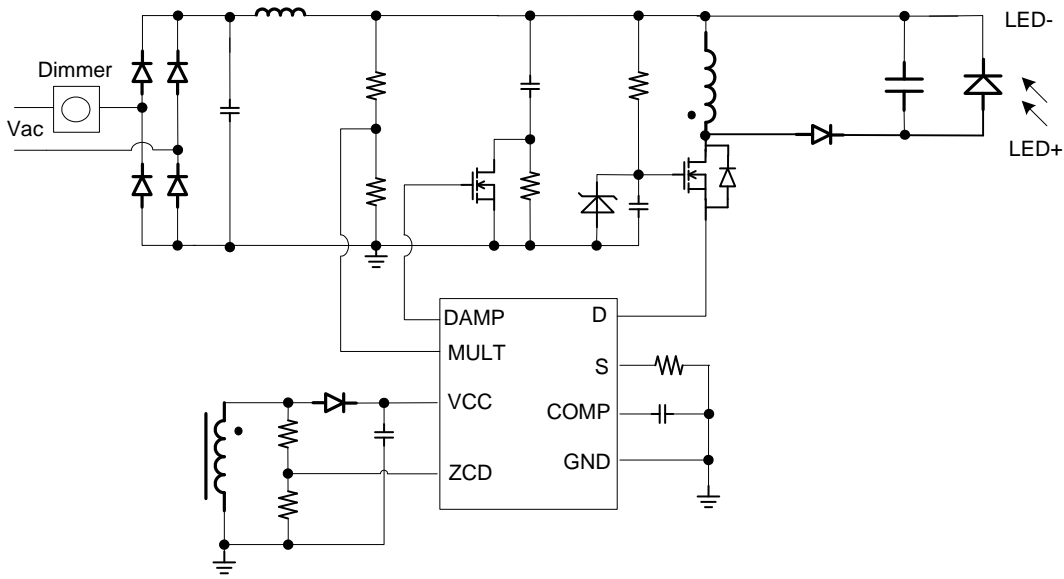 LED-
Dimmer
Vac
LED+
DAMP
D
MULT
S
VCC
COMP
ZCD
GND